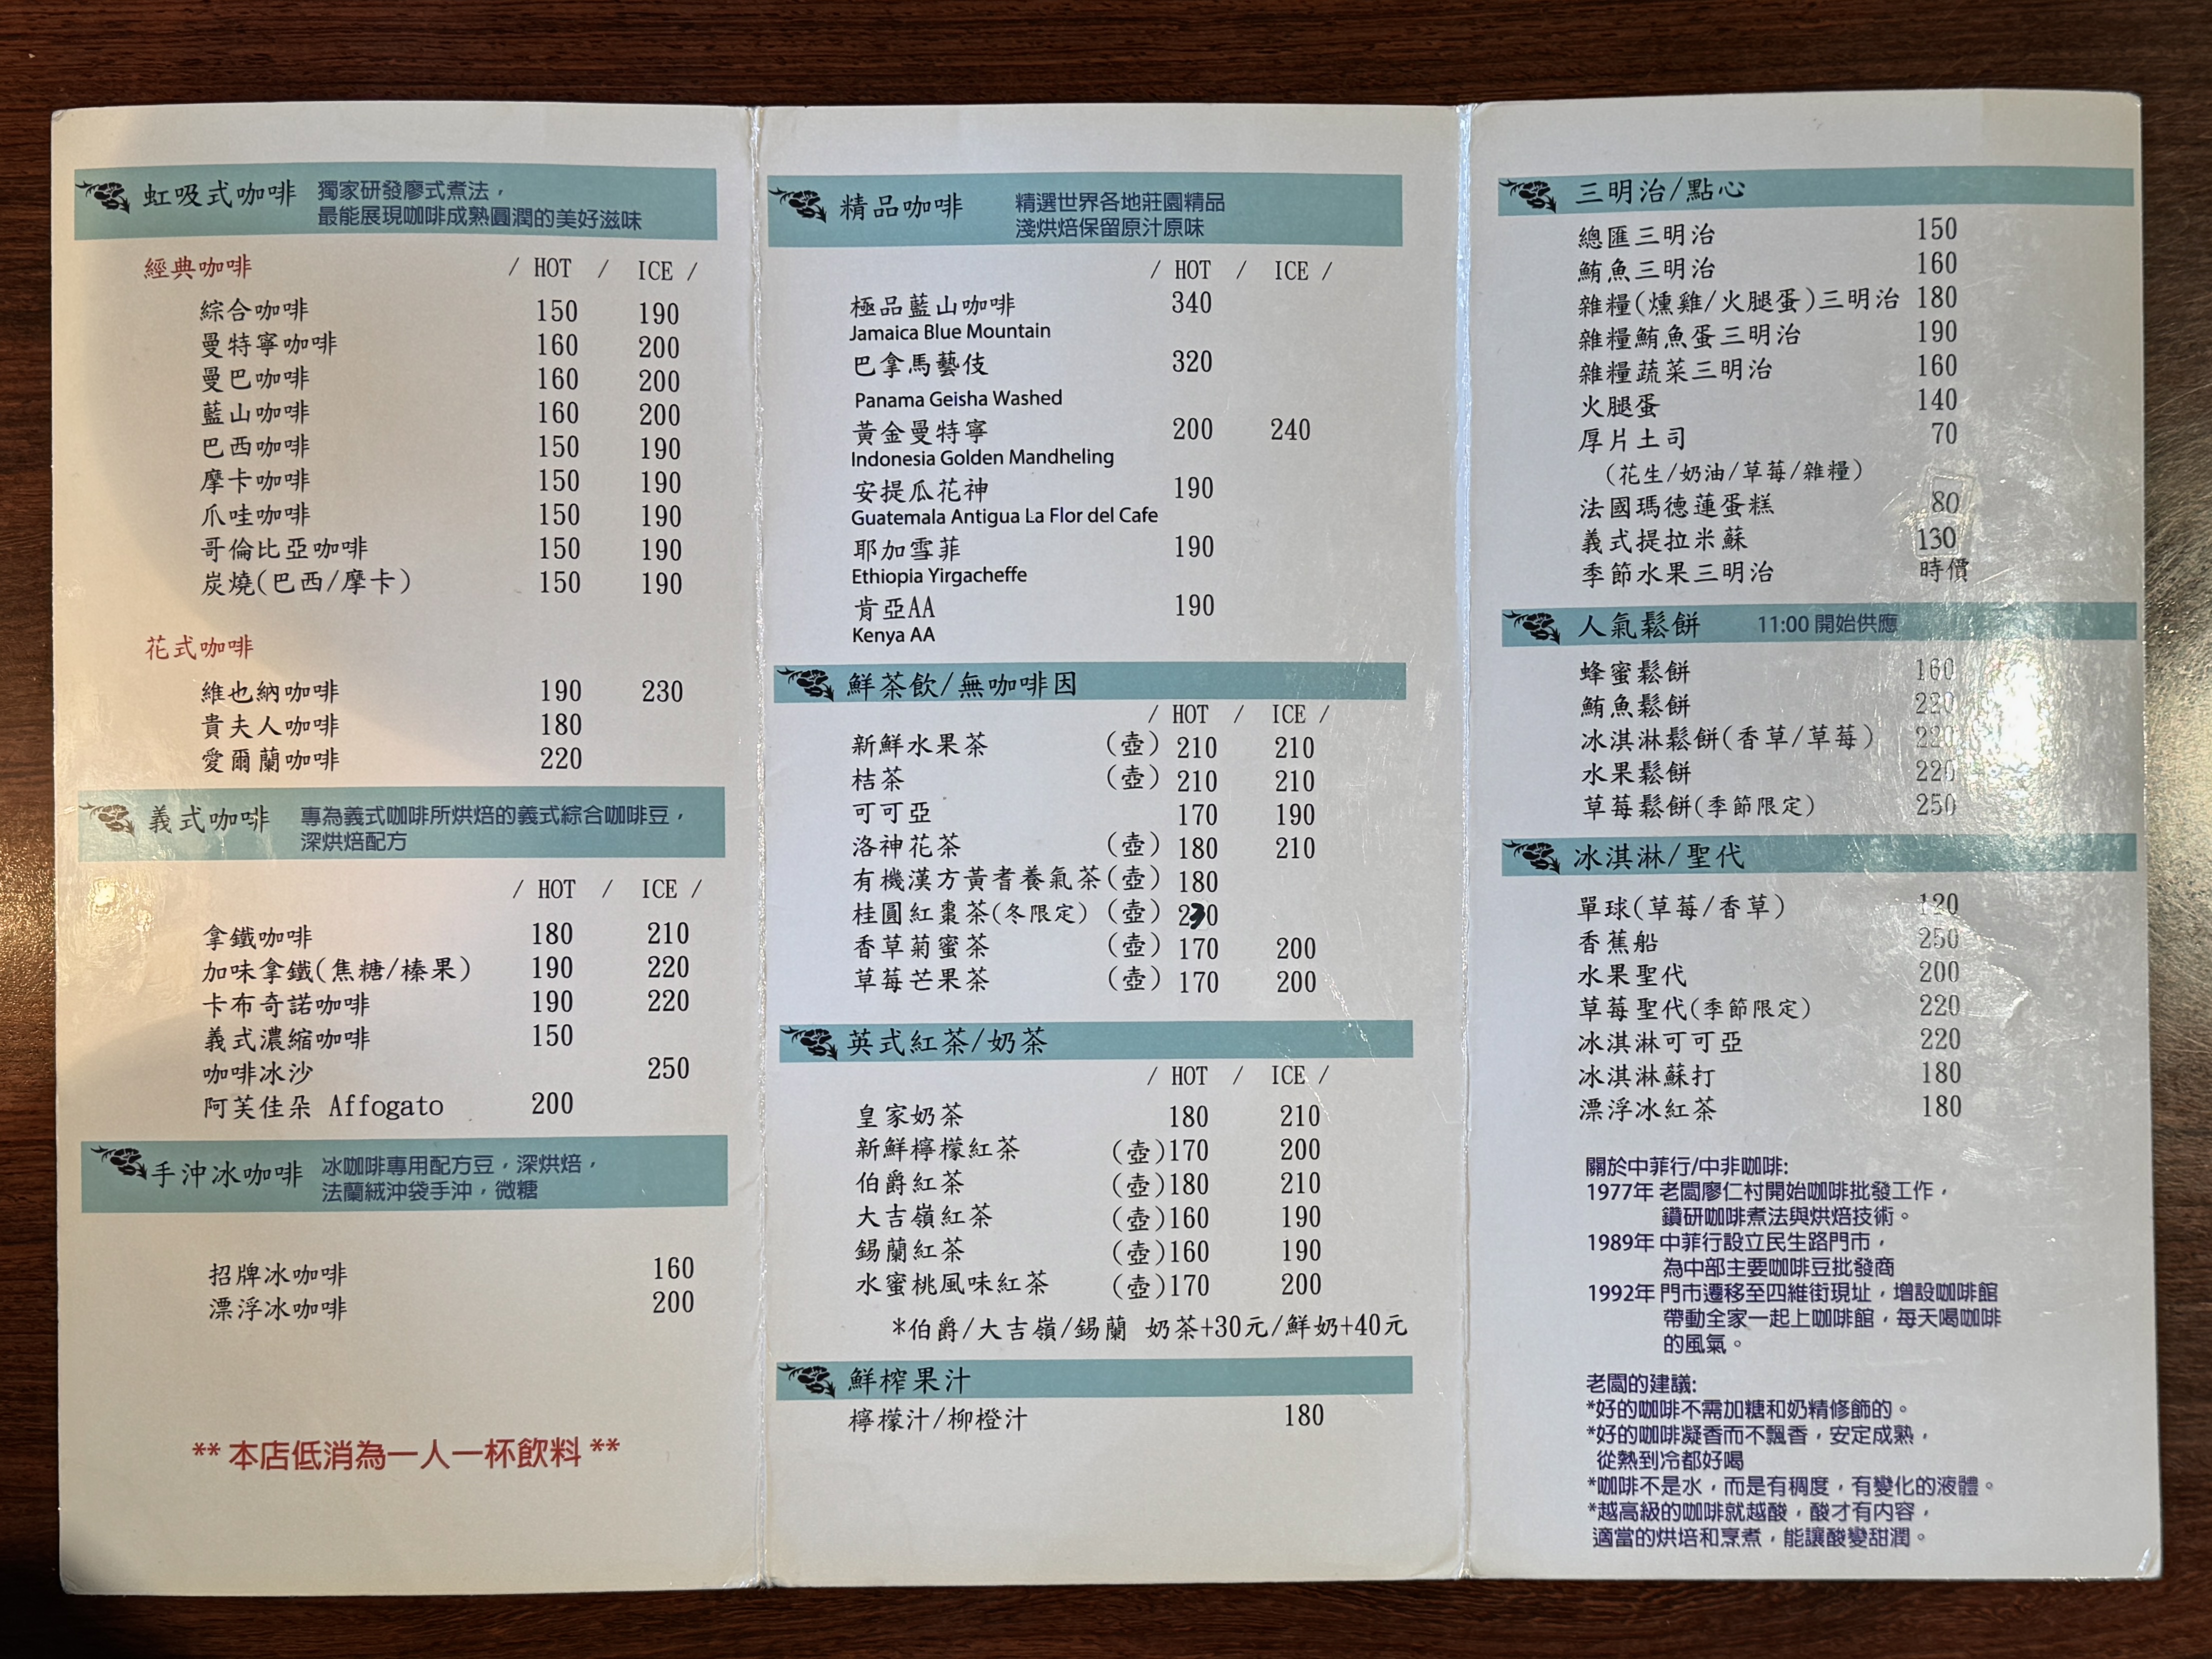 虹吸式咖啡 獨家研發廖式煮法，
最能展現咖啡成熟圓潤的美好滋味
經典咖啡 / HOT / ICE /
綜合咖啡 150 190
曼特寧咖啡 160 200
曼巴咖啡 160 200
藍山咖啡 160 200
巴西咖啡 150 190
摩卡咖啡 150 190
爪哇咖啡 150 190
哥倫比亞咖啡 150 190
炭燒(巴西/摩卡) 150 190
花式咖啡
維也納咖啡 190 230
貴夫人咖啡 180
愛爾蘭咖啡 220
義式咖啡 專為義式咖啡所烘焙的義式綜合咖啡豆，
深烘焙配方
/ HOT / ICE /
拿鐵咖啡 180 210
加味拿鐵(焦糖/榛果) 190 220
卡布奇諾咖啡 190 220
義式濃縮咖啡 150
咖啡冰沙 250
阿芙佳朵 Affogato 200
手沖冰咖啡 冰咖啡專用配方豆，深烘焙，
法蘭絨沖袋手沖，微糖
招牌冰咖啡 160
漂浮冰咖啡 200
** 本店低消為一人一杯飲料 **
精品咖啡 精選世界各地莊園精品
淺烘焙保留原汁原味
/ HOT / ICE /
極品藍山咖啡 340
Jamaica Blue Mountain
巴拿馬藝伎 320
Panama Geisha Washed
黃金曼特寧 200 240
Indonesia Golden Mandheling
安提瓜花神 190
Guatemala Antigua La Flor del Cafe
耶加雪菲 190
Ethiopia Yirgacheffe
肯亞AA 190
Kenya AA
鮮茶飲/無咖啡因
/ HOT / ICE /
新鮮水果茶 (壺) 210 210
桔茶 (壺) 210 210
可可亞 170 190
洛神花茶 (壺) 180 210
有機漢方黃耆養氣茶(壺) 180
桂圓紅棗茶(冬限定) (壺)
香草菊蜜茶 (壺) 170 200
草莓芒果茶 (壺) 170 200
英式紅茶/奶茶
/ HOT / ICE /
皇家奶茶 180 210
新鮮檸檬紅茶 (壺)170 200
伯爵紅茶 (壺)180 210
大吉嶺紅茶 (壺)160 190
錫蘭紅茶 (壺)160 190
水蜜桃風味紅茶 (壺)170 200
*伯爵/大吉嶺/錫蘭 奶茶+30元/鮮奶+40元
鮮榨果汁
檸檬汁/柳橙汁 180
三明治/點心
總匯三明治 150
鮪魚三明治 160
雜糧(燻雞/火腿蛋)三明治 180
雜糧鮪魚蛋三明治 190
雜糧蔬菜三明治 160
火腿蛋 140
厚片土司 70
(花生/奶油/草莓/雜糧)
法國瑪德蓮蛋糕 80
義式提拉米蘇 130
季節水果三明治 時價
人氣鬆餅 11:00 開始供應
蜂蜜鬆餅 160
鮪魚鬆餅 220
冰淇淋鬆餅(香草/草莓) 220
水果鬆餅 220
草莓鬆餅(季節限定) 250
冰淇淋/聖代
單球(草莓/香草) 120
香蕉船 250
水果聖代 200
草莓聖代(季節限定) 220
冰淇淋可可亞 220
冰淇淋蘇打 180
漂浮冰紅茶 180
關於中菲行/中非咖啡:
1977年 老闆廖仁村開始咖啡批發工作，
鑽研咖啡煮法與烘焙技術。
1989年 中菲行設立民生路門市，
為中部主要咖啡豆批發商
1992年 門市遷移至四維街現址，增設咖啡館
帶動全家一起上咖啡館，每天喝咖啡
的風氣。
老闆的建議:
*好的咖啡不需加糖和奶精修飾的。
*好的咖啡凝香而不飄香，安定成熟，
從熱到冷都好喝
*咖啡不是水，而是有稠度，有變化的液體。
*越高級的咖啡就越酸，酸才有內容，
適當的烘培和烹煮，能讓酸變甜潤。